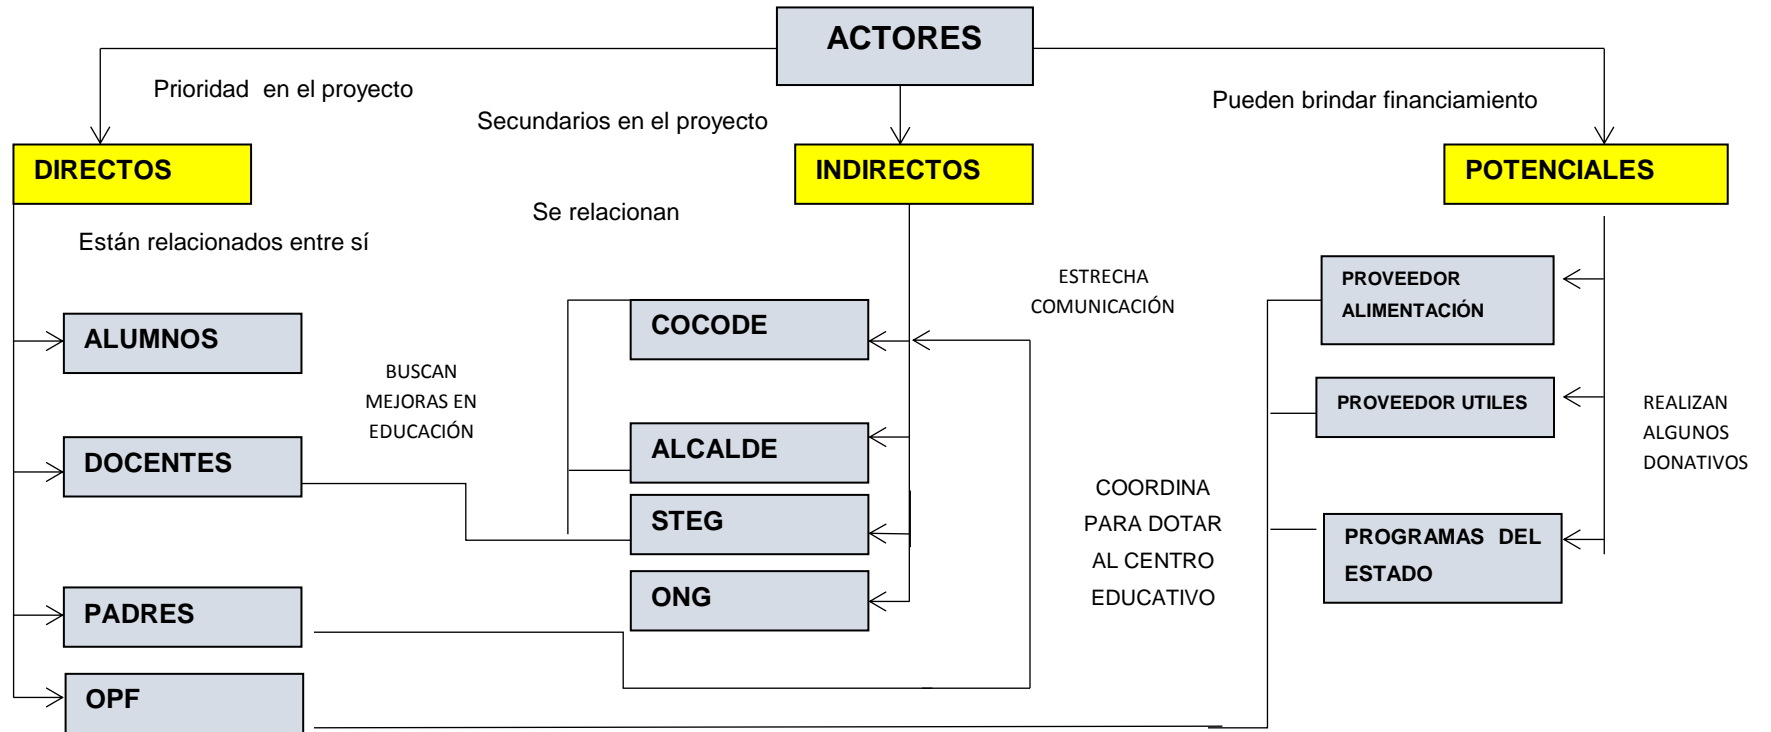 ACTORES
Prioridad en el proyecto
Secundarios en el proyecto
Pueden brindar financiamiento
DIRECTOS
INDIRECTOS
POTENCIALES
Están relacionados entre sí
Se relacionan
ALUMNOS
DOCENTES
PADRES
OPF
BUSCAN
MEJORAS EN
EDUCACIÓN
COCODE
ALCALDE
STEG
ONG
ESTRECHA
COMUNICACIÓN
COORDINA
PARA DOTAR
AL CENTRO
EDUCATIVO
PROVEEDOR
ALIMENTACIÓN
PROVEEDOR UTILES
PROGRAMAS DEL
ESTADO
REALIZAN
ALGUNOS
DONATIVOS